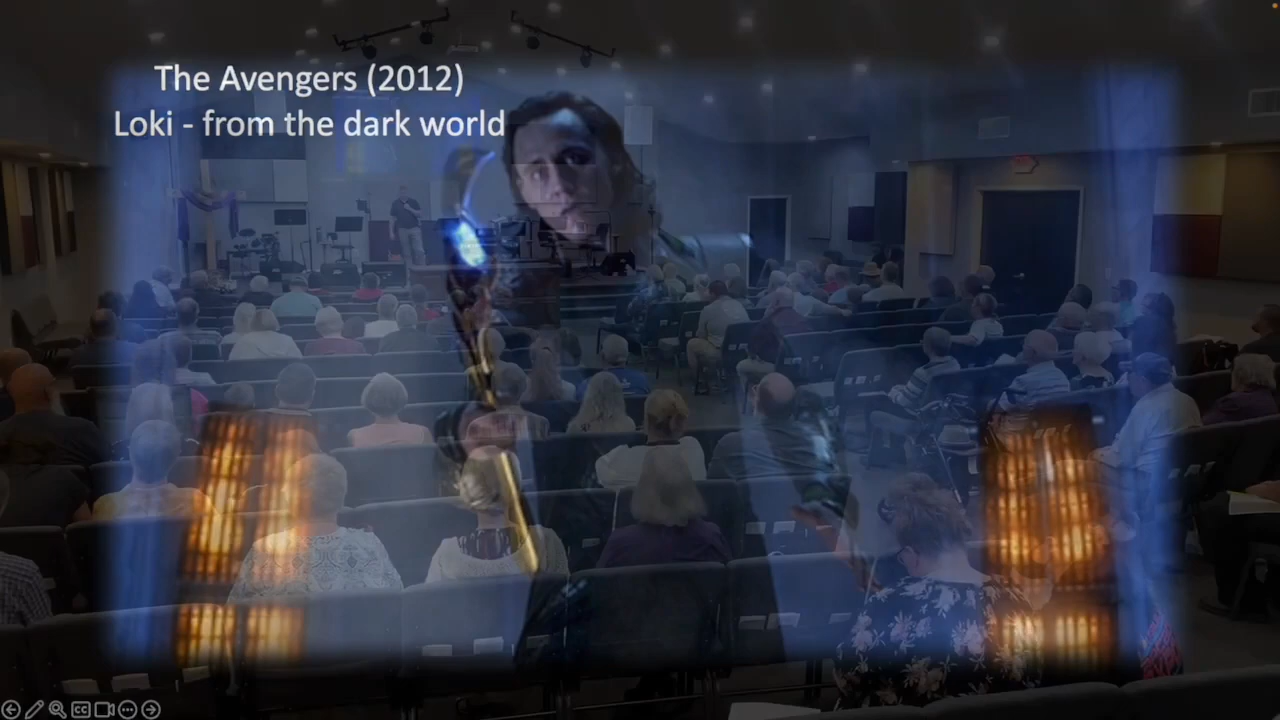 The Avengers (2012)
Loki - from the dark world